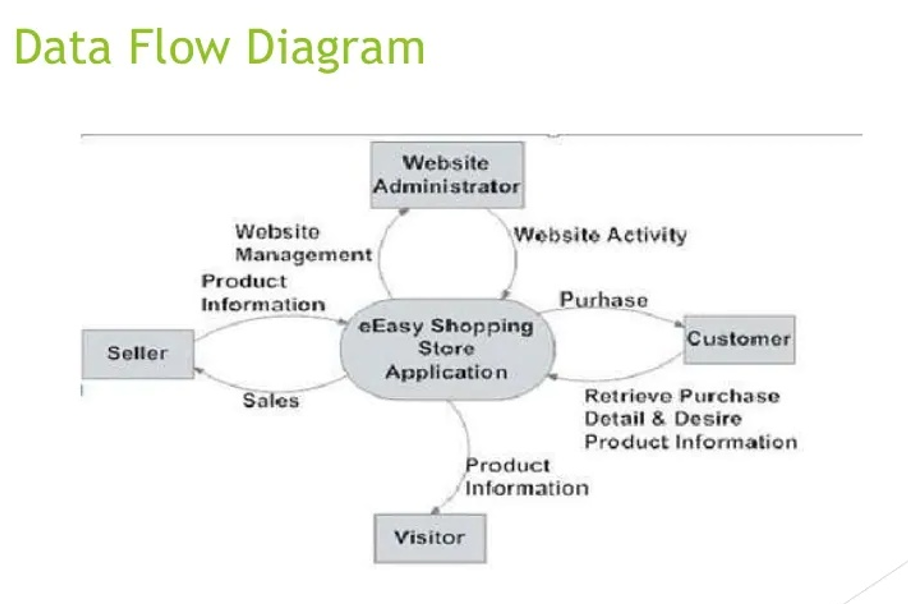 Data Flow Diagram
Website
Administrator
Website
Management
Website Activity
Product
Information
Purhase
eEasy Shopping
Store
Application
Seller
Customer
Sales
Retrieve Purchase
Detail & Desire
Product Information
Product
Information
Visitor